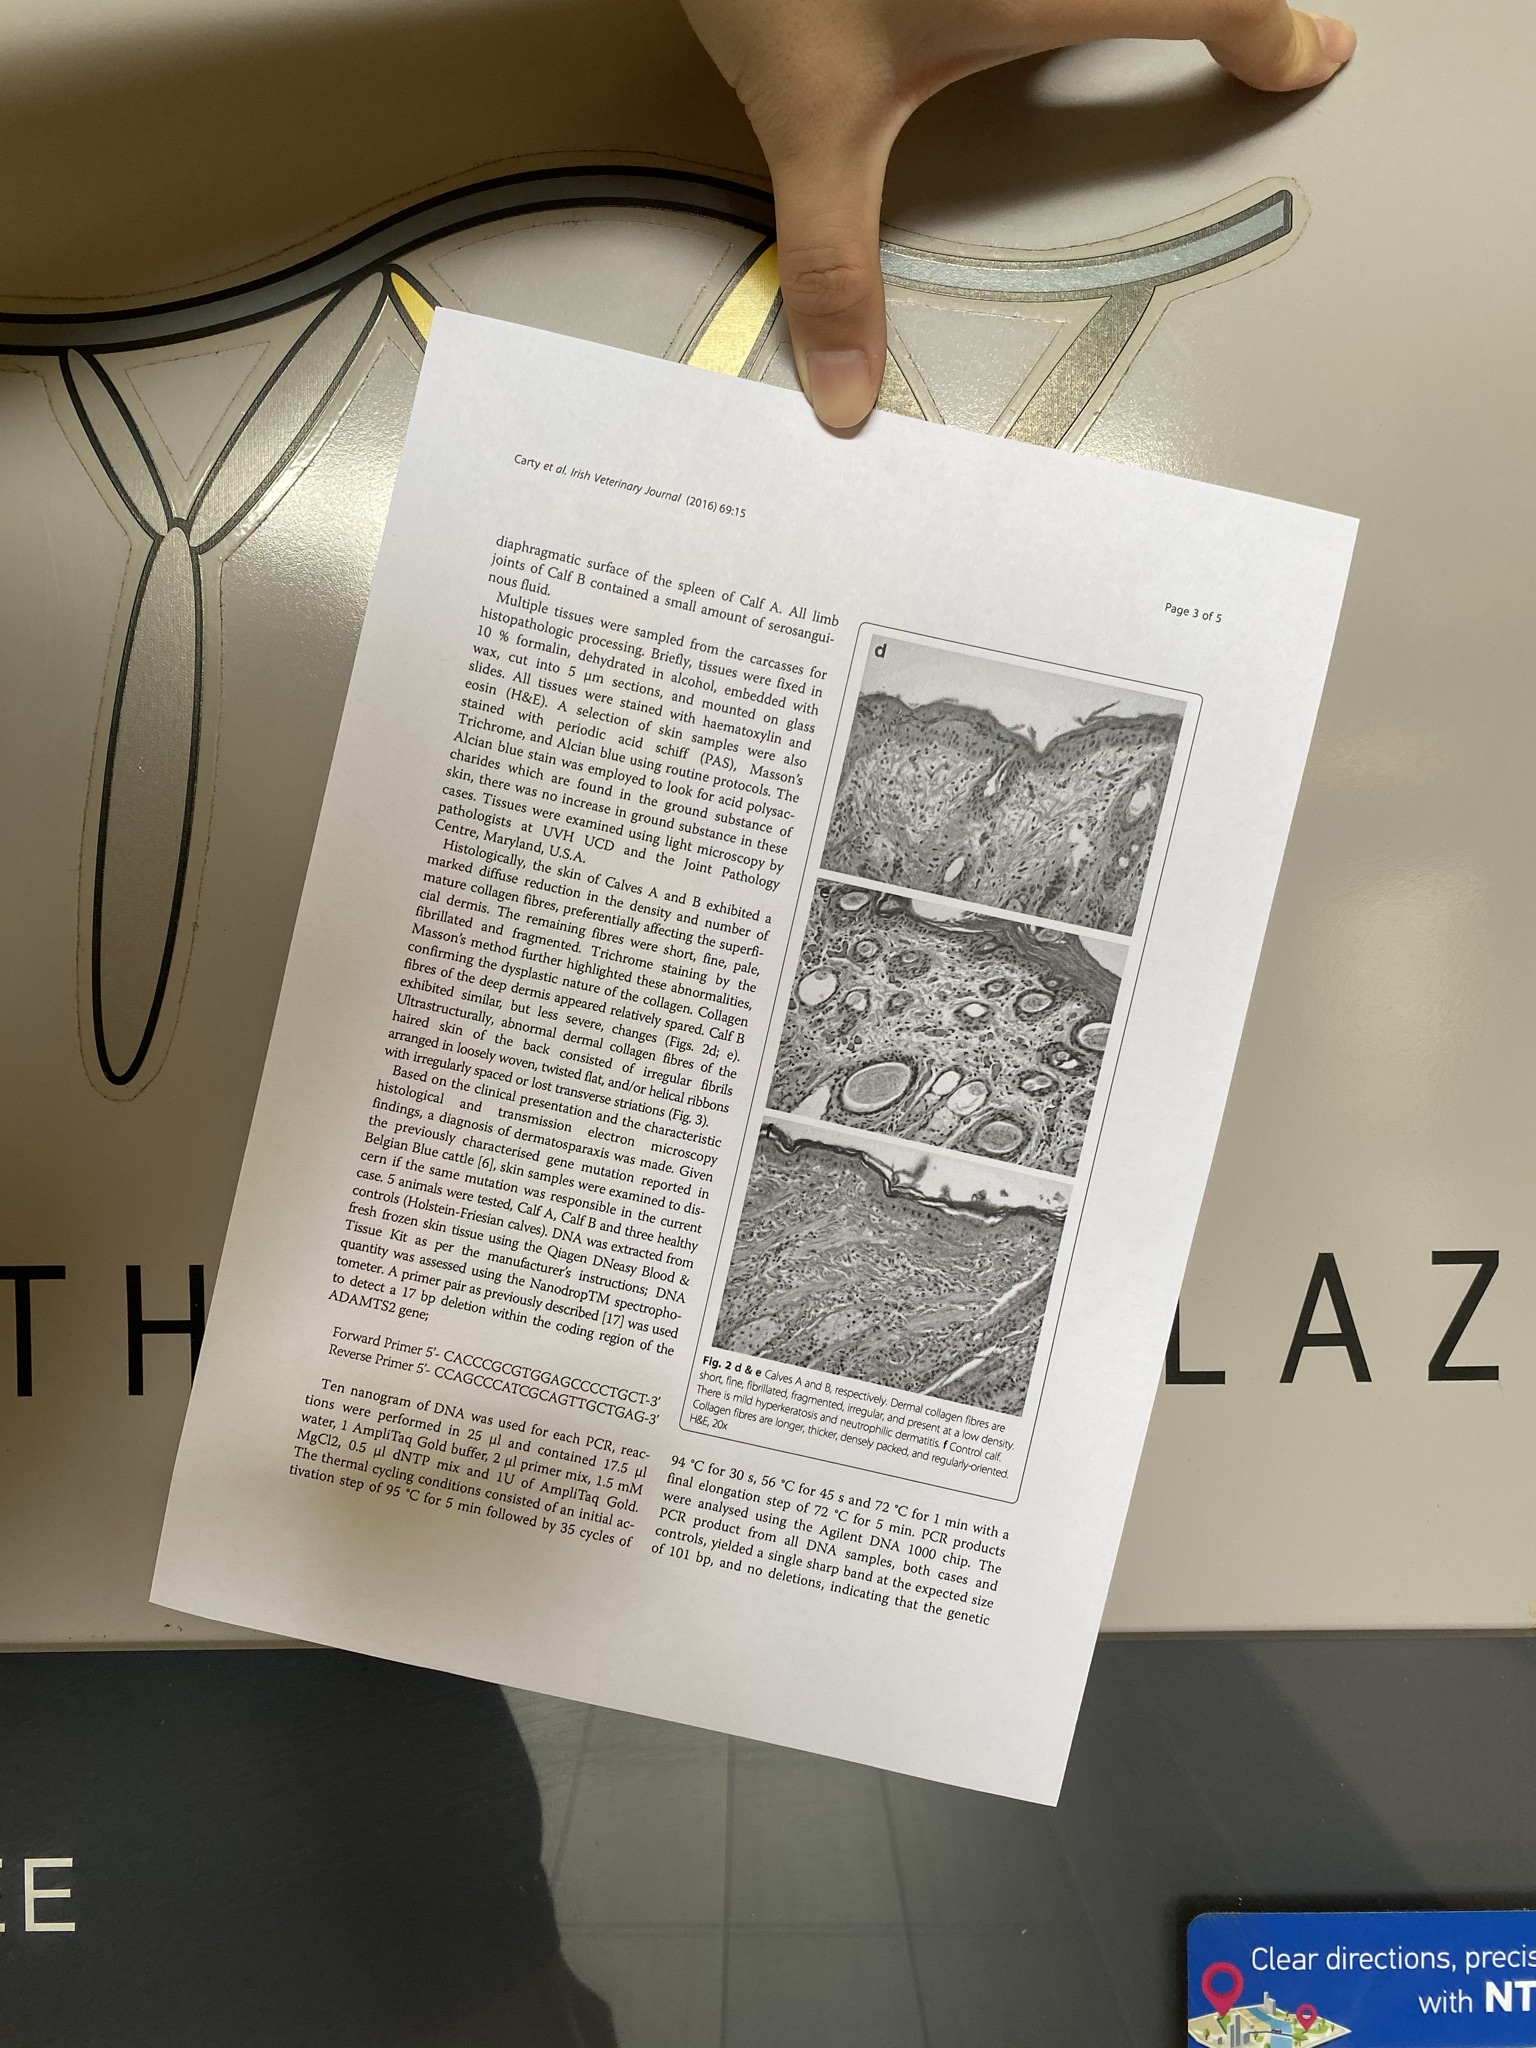 Carty et al. Irish Veterinary Journal (2016) 69:15
Page 3 of 5
diaphragmatic surface of the spleen of Calf A. All limb
joints of Calf B contained a small amount of serosangui-
nous fluid.
Multiple tissues were sampled from the carcasses for
histopathologic processing. Briefly, tissues were fixed in
10 % formalin, dehydrated in alcohol, embedded with
wax, cut into 5 μm sections, and mounted on glass
slides. All tissues were stained with haematoxylin and
eosin (H&E). A selection of skin samples were also
stained with periodic acid schiff (PAS), Masson's
Trichrome, and Alcian blue using routine protocols. The
Alcian blue stain was employed to look for acid polysac-
charides which are found in the ground substance of
skin, there was no increase in ground substance in these
cases. Tissues were examined using light microscopy by
pathologists at UVH UCD and the Joint Pathology
Centre, Maryland, U.S.A.
Histologically, the skin of Calves A and B exhibited a
marked diffuse reduction in the density and number of
mature collagen fibres, preferentially affecting the superfi-
cial dermis. The remaining fibres were short, fine, pale,
fibrillated and fragmented. Trichrome staining by the
Masson's method further highlighted these abnormalities,
confirming the dysplastic nature of the collagen. Collagen
fibres of the deep dermis appeared relatively spared. Calf B
exhibited similar, but less severe, changes (Figs. 2d; e).
Ultrastructurally, abnormal dermal collagen fibres of the
haired skin of the back consisted of irregular fibrils
arranged in loosely woven, twisted flat, and/or helical ribbons
with irregularly spaced or lost transverse striations (Fig. 3).
Based on the clinical presentation and the characteristic
histological and transmission electron microscopy
findings, a diagnosis of dermatosparaxis was made. Given
the previously characterised gene mutation reported in
Belgian Blue cattle [6], skin samples were examined to dis-
cern if the same mutation was responsible in the current
case. 5 animals were tested, Calf A, Calf B and three healthy
controls (Holstein-Friesian calves). DNA was extracted from
fresh frozen skin tissue using the Qiagen DNeasy Blood &
Tissue Kit as per the manufacturer's instructions; DNA
quantity was assessed using the NanodropTM spectropho-
tometer. A primer pair as previously described [17] was used
to detect a 17 bp deletion within the coding region of the
ADAMTS2 gene;
Forward Primer 5'- CACCCGCGTGGAGCCCCTGCT-3'
Reverse Primer 5'- CCAGCCCATCGCAGTTGCTGAG-3'
Ten nanogram of DNA was used for each PCR, reac-
tions were performed in 25 μl and contained 17.5 μl
water, 1 AmpliTaq Gold buffer, 2 μl primer mix, 1.5 mM
MgCl2, 0.5 μl dNTP mix and 1U of AmpliTaq Gold.
The thermal cycling conditions consisted of an initial ac-
tivation step of 95 °C for 5 min followed by 35 cycles of
d
e
Fig. 2 d & e Calves A and B, respectively. Dermal collagen fibres are
short, fine, fibrillated, fragmented, irregular, and present at a low density.
There is mild hyperkeratosis and neutrophilic dermatitis. f Control calf.
Collagen fibres are longer, thicker, densely packed, and regularly-oriented.
H&E, 20x
94 °C for 30 s, 56 °C for 45 s and 72 °C for 1 min with a
final elongation step of 72 °C for 5 min. PCR products
were analysed using the Agilent DNA 1000 chip. The
PCR product from all DNA samples, both cases and
controls, yielded a single sharp band at the expected size
of 101 bp, and no deletions, indicating that the genetic
TH
LAZ
EE
Clear directions, precis
with NT